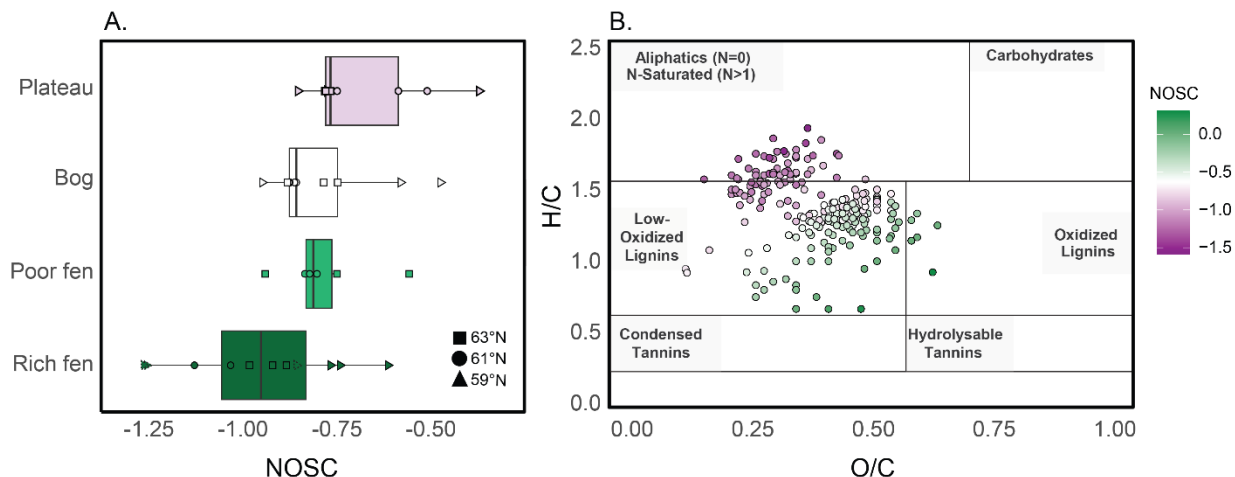 A.
Plateau
Bog
Poor fen
Rich fen
63°N
61°N
59°N
-1.25 -1.00 -0.75 -0.50
NOSC
B.
2.5
2.0
1.5
1.0
0.5
0.0
H/C
Aliphatics (N=0)
N-Saturated (N>1)
Carbohydrates
Low-
Oxidized
Lignins
Oxidized
Lignins
Condensed
Tannins
Hydrolysable
Tannins
0.00 0.25 0.50 0.75 1.00
O/C
NOSC
0.0
−0.5
−1.0
−1.5